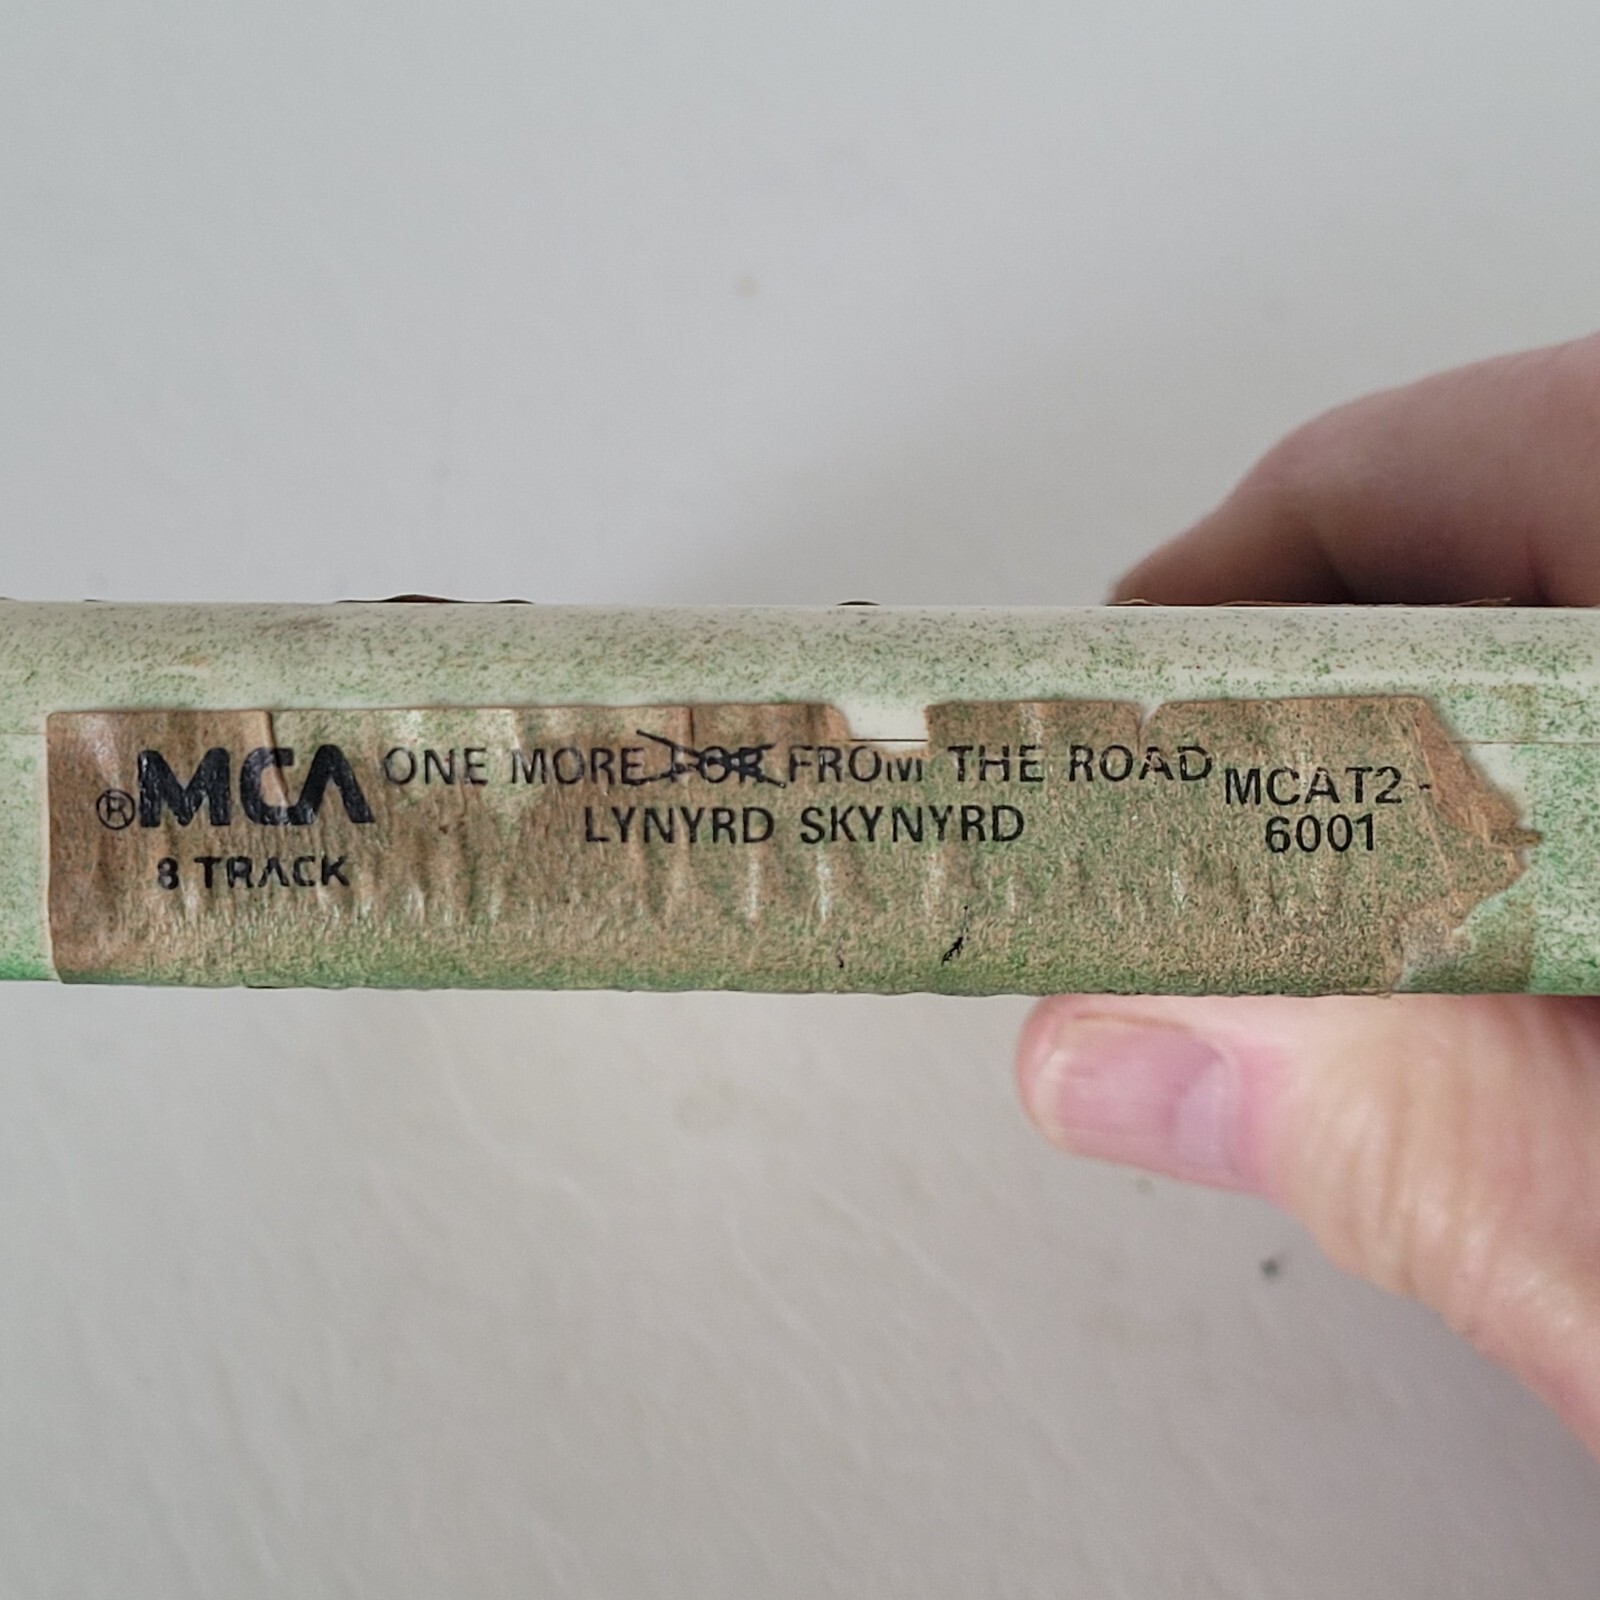 ® MCA ONE MORE FOR FROM THE ROAD MCAT2-
LYNYRD SKYNYRD 6001
8 TRACK